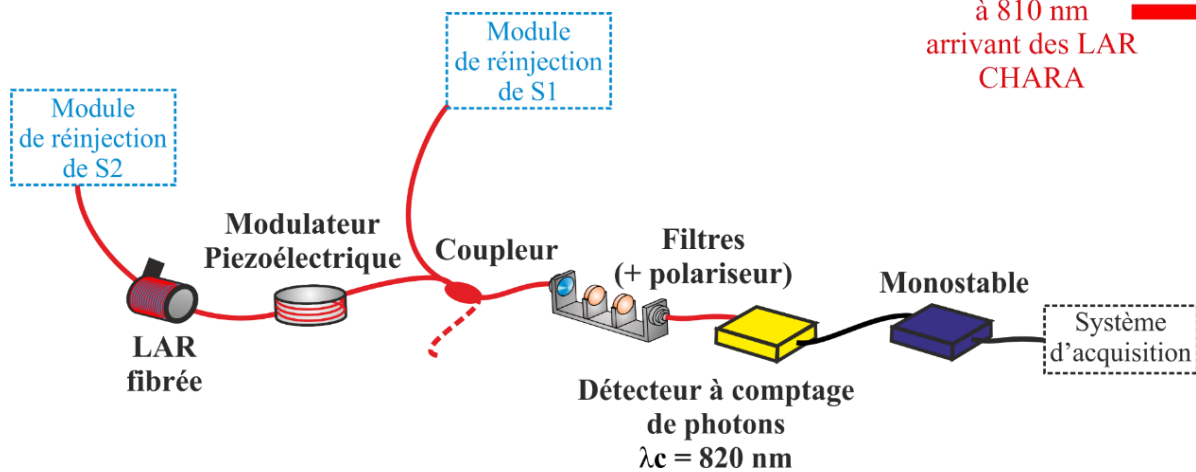 à 810 nm
arrivant des LAR
CHARA
Module
de réinjection
de S1
Module
de réinjection
de S2
Modulateur
Piezoélectrique
Coupleur
Filtres
(+ polariseur)
Monostable
LAR
fibrée
Système
d'acquisition
Détecteur à comptage
de photons
λc = 820 nm